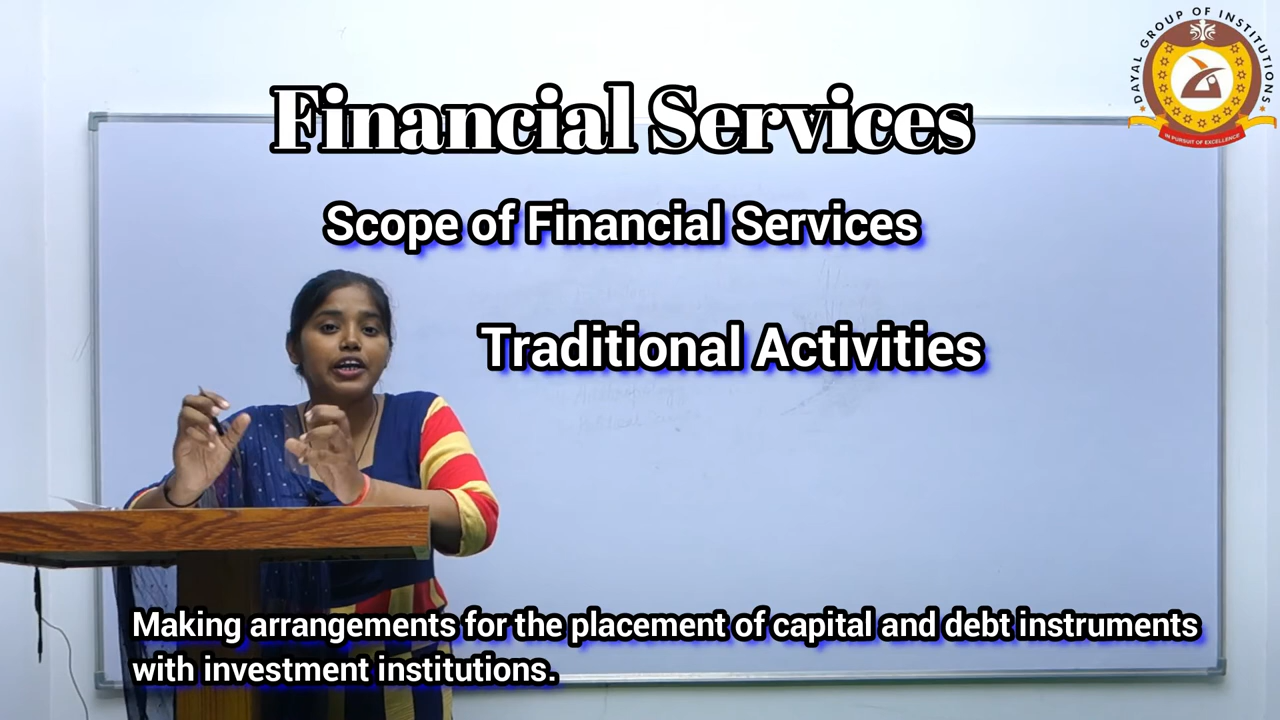 DAYAL GROUP OF INSTITUTIONS
IN PURSUIT OF EXCELLENCE
Financial Services
Scope of Financial Services
Traditional Activities
Making arrangements for the placement of capital and debt instruments
with investment institutions.